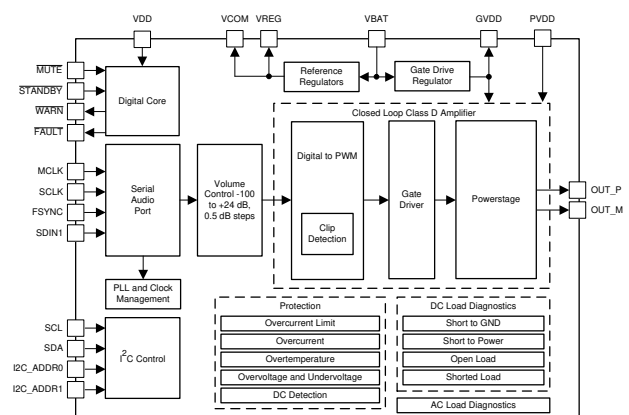 VDD
VCOM
VREG
VBAT
GVDD
PVDD
MUTE
STANDBY
WARN
FAULT
Digital Core
Reference
Regulators
Gate Drive
Regulator
Closed Loop Class D Amplifier
MCLK
SCLK
FSYNC
SDIN1
Serial
Audio
Port
Volume
Control -100
to +24 dB,
0.5 dB steps
Digital to PWM
Clip
Detection
Gate
Driver
Powerstage
OUT_P
OUT_M
PLL and Clock
Management
SCL
SDA
I2C_ADDR0
I2C_ADDR1
I2C Control
Protection
Overcurrent Limit
Overcurrent
Overtemperature
Overvoltage and Undervoltage
DC Detection
DC Load Diagnostics
Short to GND
Short to Power
Open Load
Shorted Load
AC Load Diagnostics